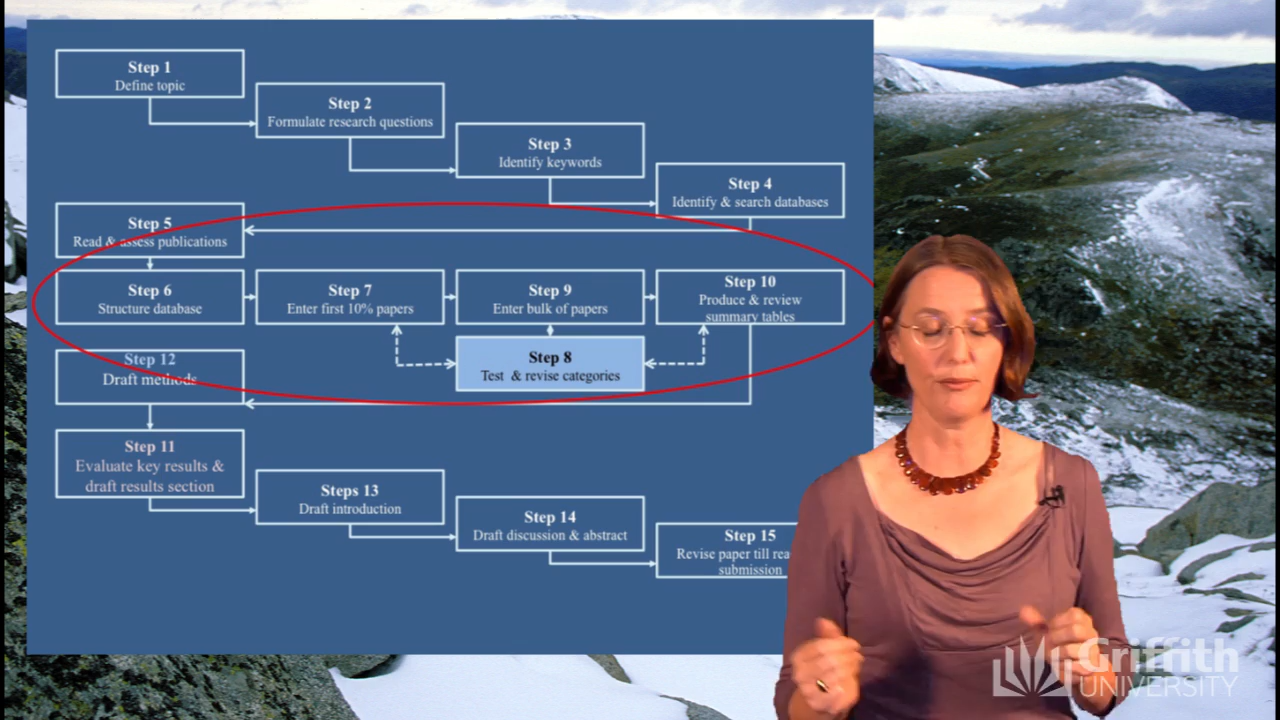 Step 1
Define topic
Step 2
Formulate research questions
Step 3
Identify keywords
Step 4
Identify & search databases
Step 5
Read & assess publications
Step 6
Structure database
Step 7
Enter first 10% papers
Step 9
Enter bulk of papers
Step 10
Produce & review
summary tables
Step 8
Test & revise categories
Step 12
Draft methods
Step 11
Evaluate key results &
draft results section
Steps 13
Draft introduction
Step 14
Draft discussion & abstract
Step 15
Revise paper till
submission
Griffith
UNIVERSITY